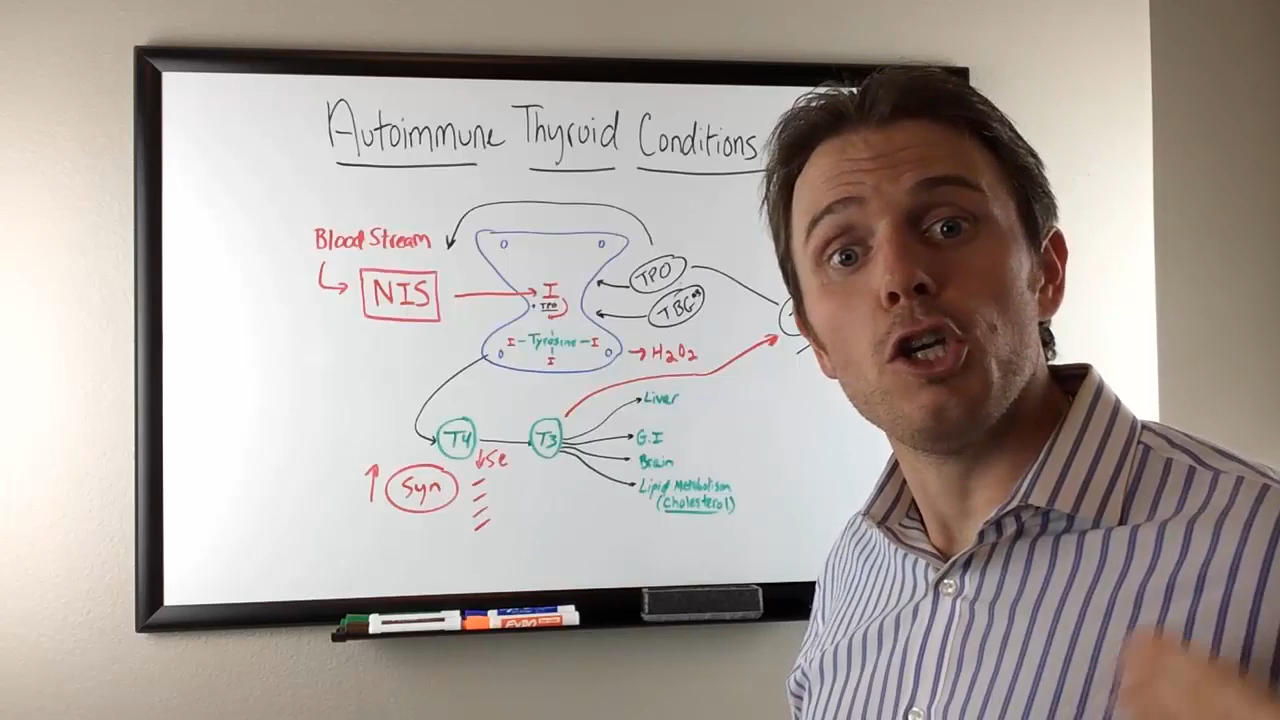 Autoimmune Thyroid Conditions
Blood Stream
NIS
I
TPO
TPO
TBG
I - Tyrosine - I
I
H2O2
Liver
T4
T3
G.I
Se
Brain
Syn
Lipid Metabolism
(Cholesterol)
EXPO